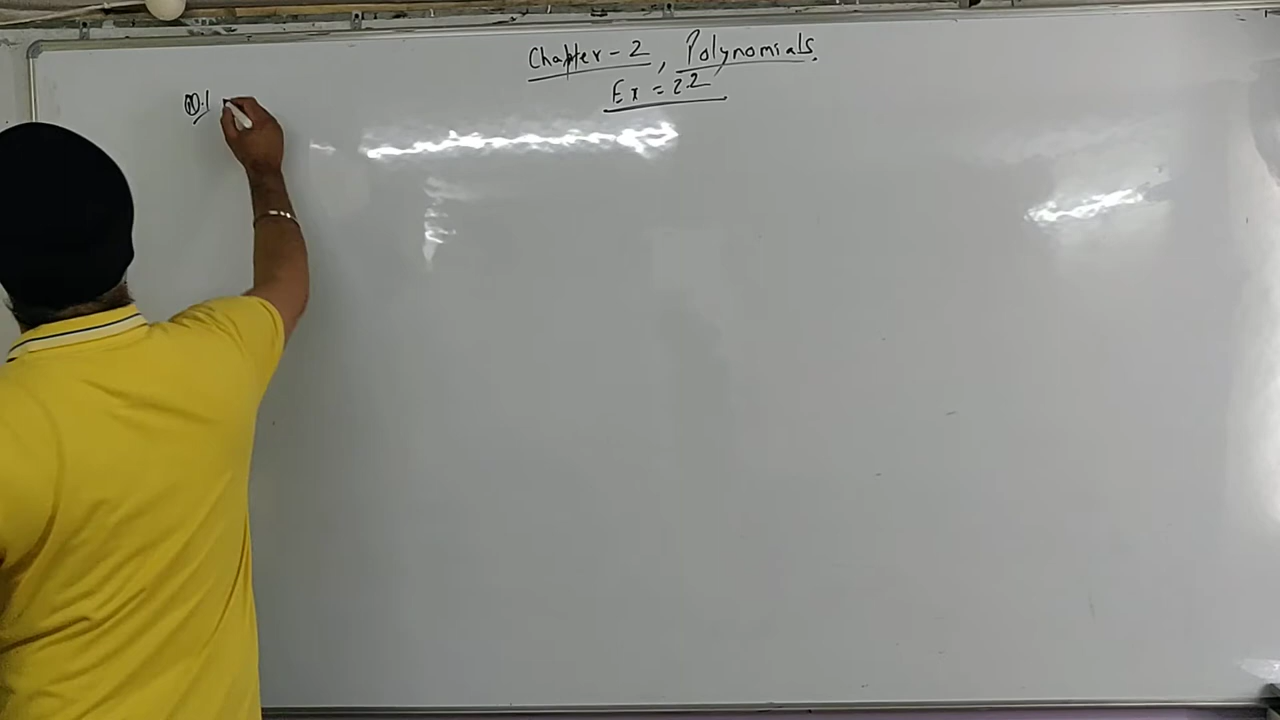 Chapter - 2, Polynomials.
Ex = 2.2
Q.1